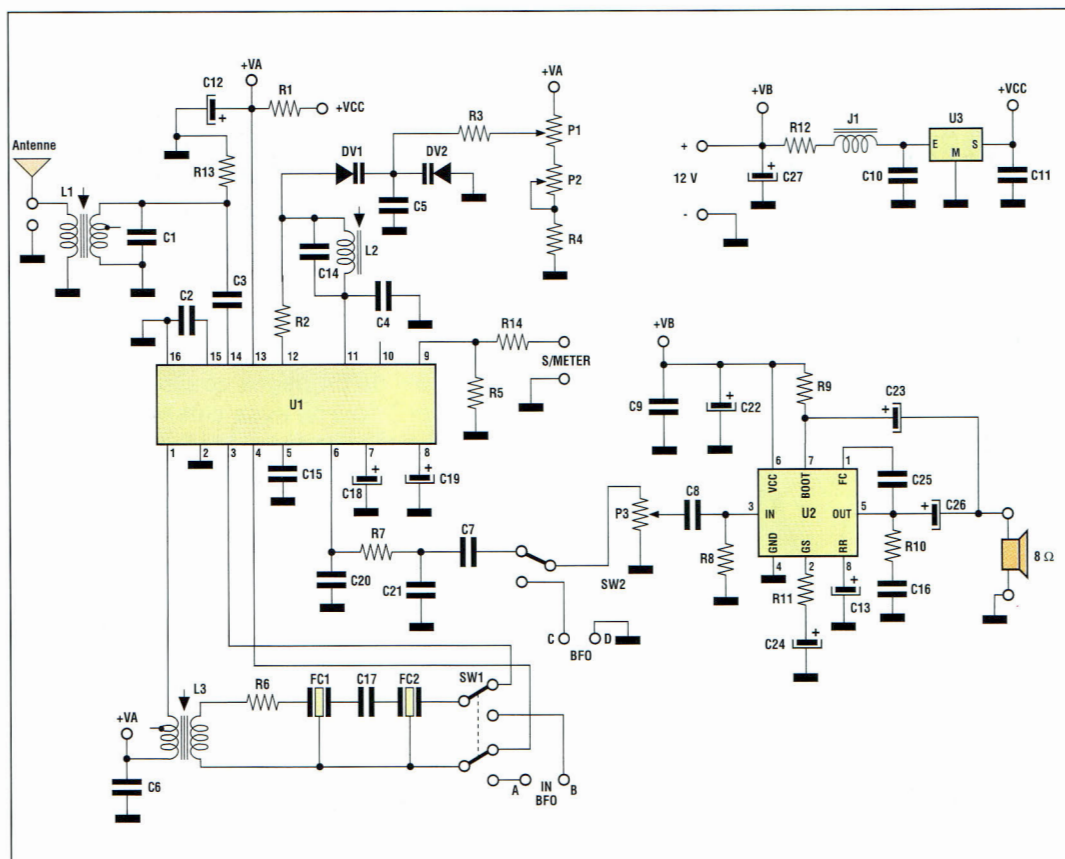 Antenne
L1
C1
C12
+
+VA
R1
+VCC
R13
C3
C2
DV1
DV2
C5
R3
+VA
P1
P2
R4
C14
L2
R2
C4
R14
S/METER
R5
16
15
14
13
12
11
10
9
U1
1
2
3
4
5
6
7
8
C15
C18
+
C19
+
C20
R7
C21
C7
SW2
C
D
BFO
+VA
C6
L3
R6
FC1
C17
FC2
SW1
A
IN
BFO
B
+
12 V
-
+VB
C27
+
R12
J1
C10
E
U3
S
M
+VCC
C11
+VB
C9
C22
+
R9
C23
+
P3
C8
R8
6
7
1
VCC
BOOT
FC
3
IN
U2
OUT
5
GND
GS
RR
4
2
8
R11
C24
+
C13
+
C25
C26
+
R10
C16
8 Ω